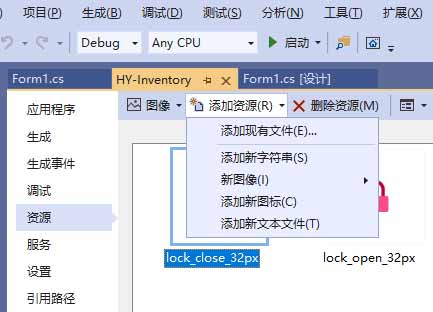 项目(P) 生成(B) 调试(D) 测试(S) 分析(N) 工具(T) 扩展(X)
Debug Any CPU 启动
Form1.cs HY-Inventory Form1.cs [设计]
应用程序
生成
生成事件
调试
资源
服务
设置
引用路径
图像 添加资源(R) 删除资源(M)
添加现有文件(E)...
添加新字符串(S)
新图像(I)
添加新图标(C)
添加新文本文件(T)
lock_close_32px lock_open_32px